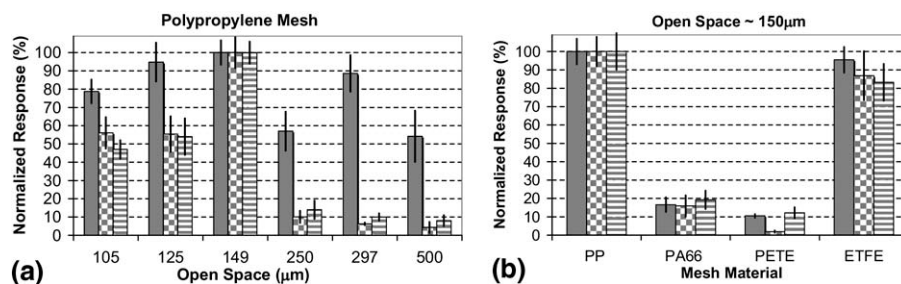 Polypropylene Mesh
Normalized Response (%)
100
90
80
70
60
50
40
30
20
10
0
105 125 149 250 297 500
Open Space (μm)
(a)
Open Space ~ 150μm
Normalized Response (%)
100
90
80
70
60
50
40
30
20
10
0
PP PA66 PETE ETFE
Mesh Material
(b)